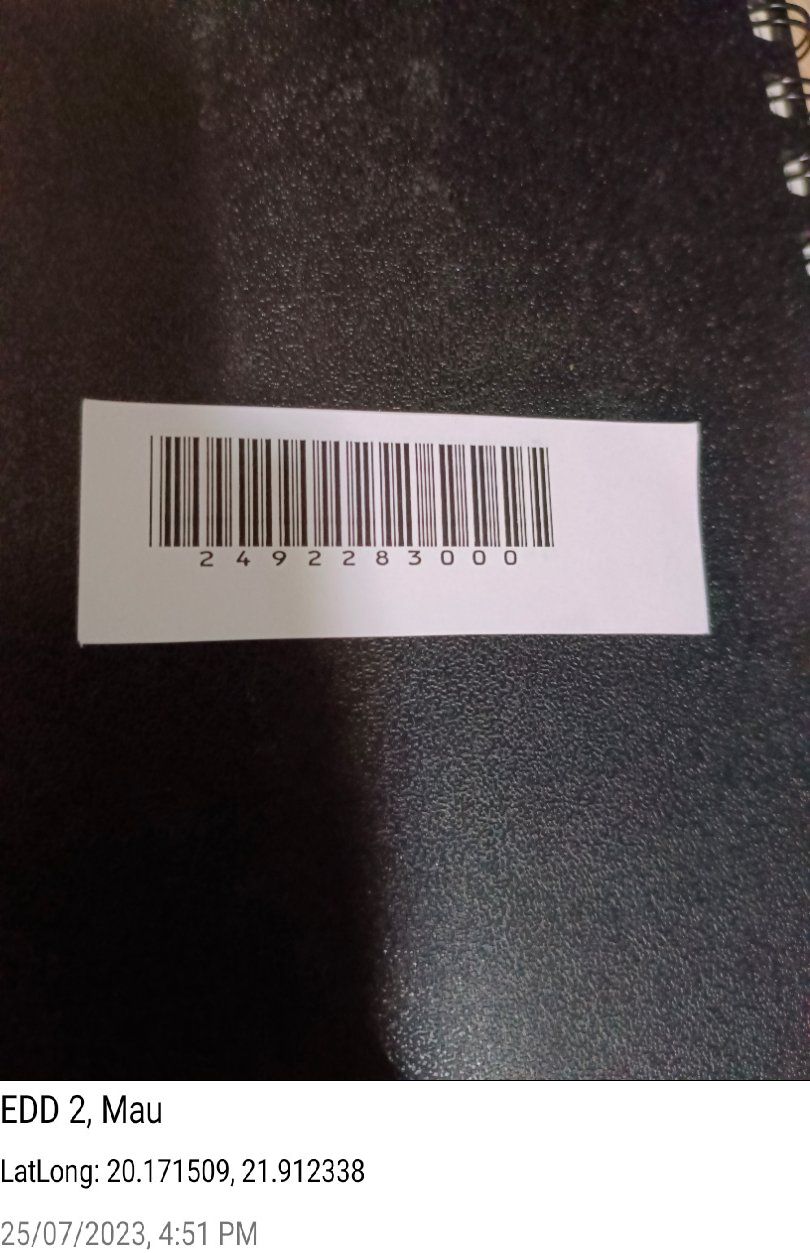 2492283000
EDD 2, Mau
LatLong: 20.171509, 21.912338
25/07/2023, 4:51 PM